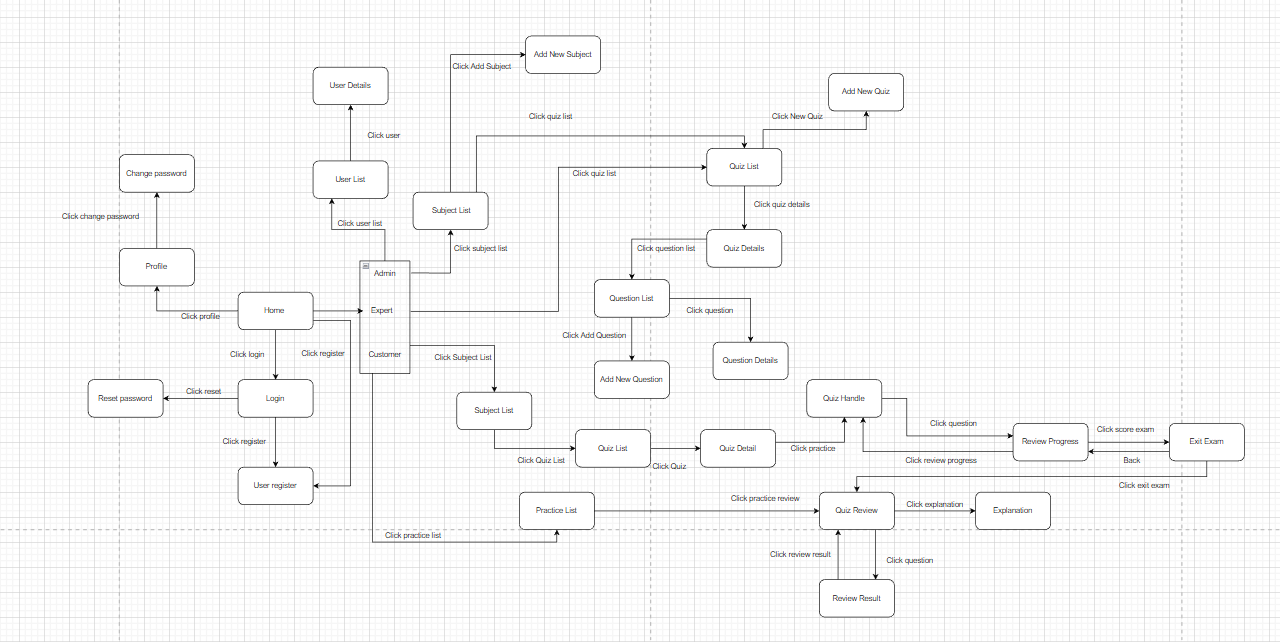 Add New Subject
Click Add Subject
User Details
Add New Quiz
Click quiz list
Click New Quiz
Click user
Change password
User List
Quiz List
Click quiz list
Click quiz details
Click change password
Click user list
Subject List
Click subject list
Click question list
Quiz Details
Profile
Admin
Question List
Click profile
Home
Expert
Click question
Click Add Question
Click login
Click register
Customer
Click Subject List
Question Details
Add New Question
Reset password
Click reset
Login
Subject List
Quiz Handle
Click question
Click score exam
Click register
Quiz List
Quiz Detail
Click practice
Review Progress
Exit Exam
Click Quiz List
Click Quiz
Click review progress
Back
User register
Click exit exam
Click practice review
Practice List
Quiz Review
Click explanation
Explanation
Click practice list
Click review result
Click question
Review Result